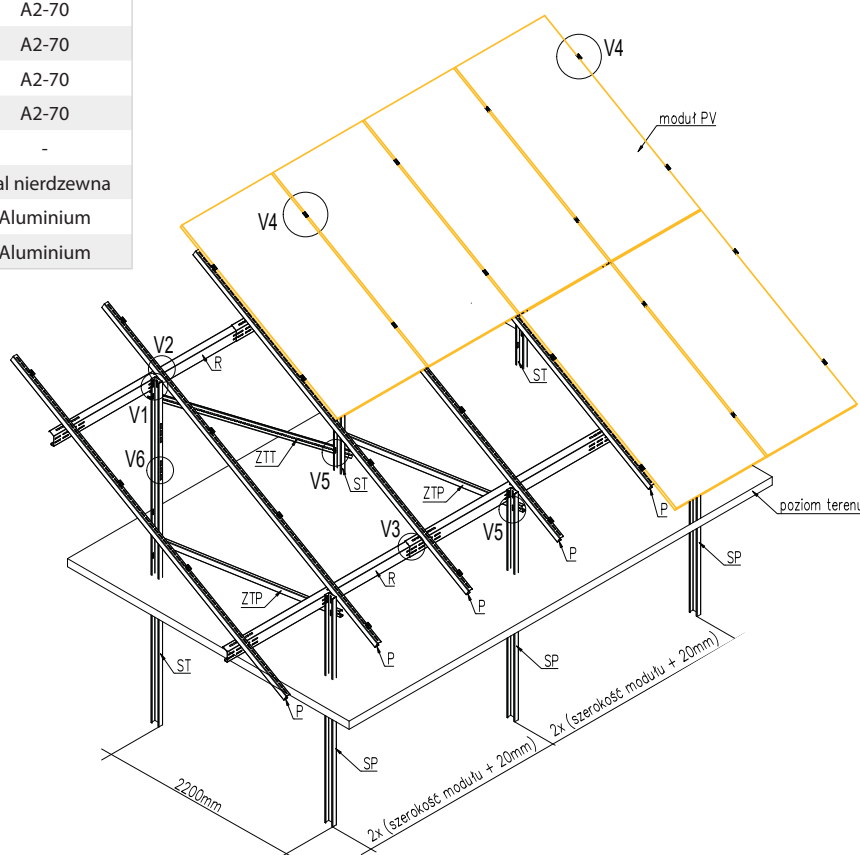 A2-70
A2-70
A2-70
A2-70
-
al nierdzewna
Aluminium
Aluminium
V4
moduł PV
V4
V2
R
V1
ST
ZTT
V6
V5
ST
ZTP
V5
P
poziom terenu
V3
P
SP
R
ZTP
P
ST
P
SP
P
2x (szerokość modułu + 20mm)
SP
2x (szerokość modułu + 20mm)
2200mm